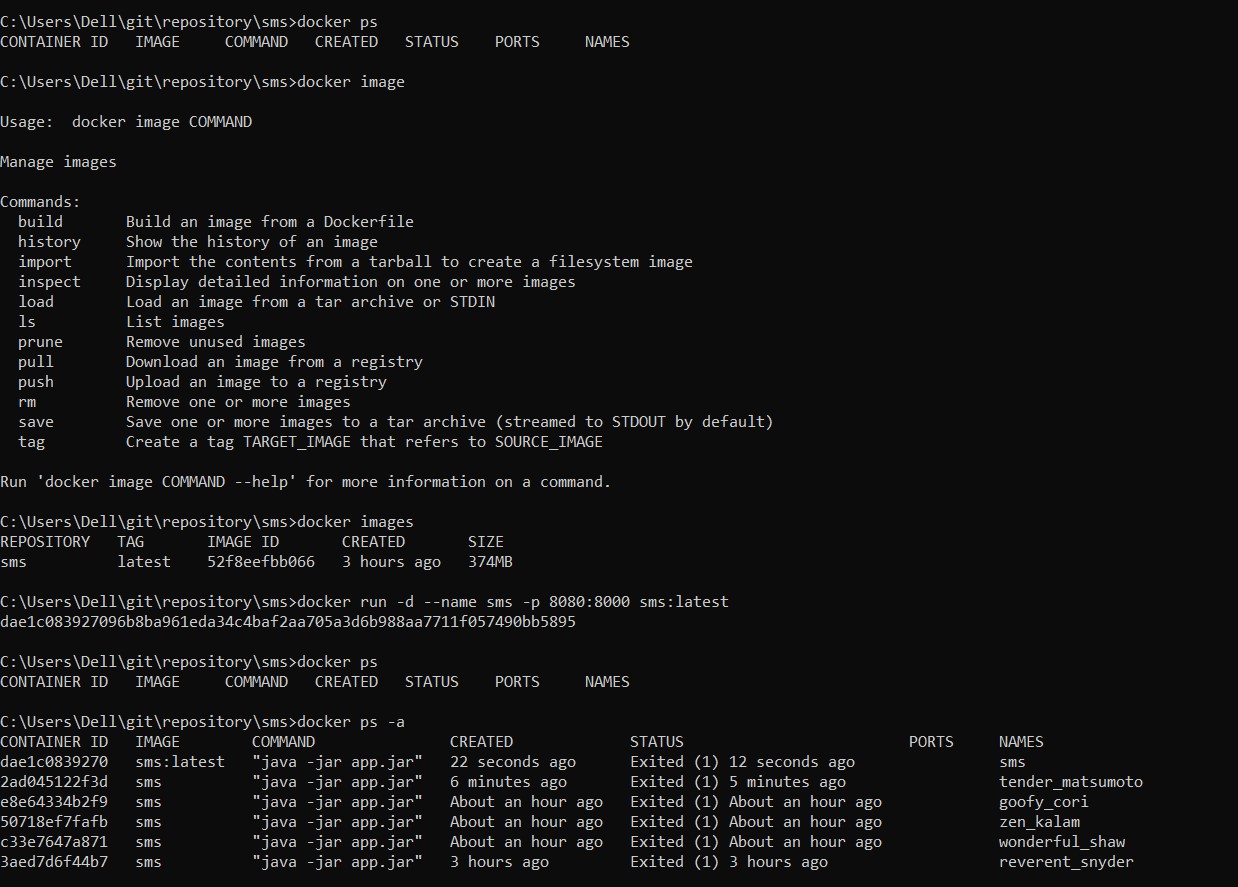 C:\Users\Dell\git\repository\sms>docker ps
CONTAINER ID   IMAGE     COMMAND   CREATED   STATUS    PORTS     NAMES
C:\Users\Dell\git\repository\sms>docker image
Usage:  docker image COMMAND
Manage images
Commands:
  build       Build an image from a Dockerfile
  history     Show the history of an image
  import      Import the contents from a tarball to create a filesystem image
  inspect     Display detailed information on one or more images
  load        Load an image from a tar archive or STDIN
  ls          List images
  prune       Remove unused images
  pull        Download an image from a registry
  push        Upload an image to a registry
  rm          Remove one or more images
  save        Save one or more images to a tar archive (streamed to STDOUT by default)
  tag         Create a tag TARGET_IMAGE that refers to SOURCE_IMAGE
Run 'docker image COMMAND --help' for more information on a command.
C:\Users\Dell\git\repository\sms>docker images
REPOSITORY   TAG       IMAGE ID       CREATED       SIZE
sms          latest    52f8eefbb066   3 hours ago   374MB
C:\Users\Dell\git\repository\sms>docker run -d --name sms -p 8080:8000 sms:latest
dae1c083927096b8ba961eda34c4baf2aa705a3d6b988aa7711f057490bb5895
C:\Users\Dell\git\repository\sms>docker ps
CONTAINER ID   IMAGE     COMMAND   CREATED   STATUS    PORTS     NAMES
C:\Users\Dell\git\repository\sms>docker ps -a
CONTAINER ID   IMAGE        COMMAND               CREATED             STATUS                         PORTS     NAMES
dae1c0839270   sms:latest   "java -jar app.jar"   22 seconds ago      Exited (1) 12 seconds ago                sms
2ad045122f3d   sms          "java -jar app.jar"   6 minutes ago       Exited (1) 5 minutes ago                 tender_matsumoto
e8e64334b2f9   sms          "java -jar app.jar"   About an hour ago   Exited (1) About an hour ago             goofy_cori
50718ef7fafb   sms          "java -jar app.jar"   About an hour ago   Exited (1) About an hour ago             zen_kalam
c33e7647a871   sms          "java -jar app.jar"   About an hour ago   Exited (1) About an hour ago             wonderful_shaw
3aed7d6f44b7   sms          "java -jar app.jar"   3 hours ago         Exited (1) 3 hours ago                   reverent_snyder